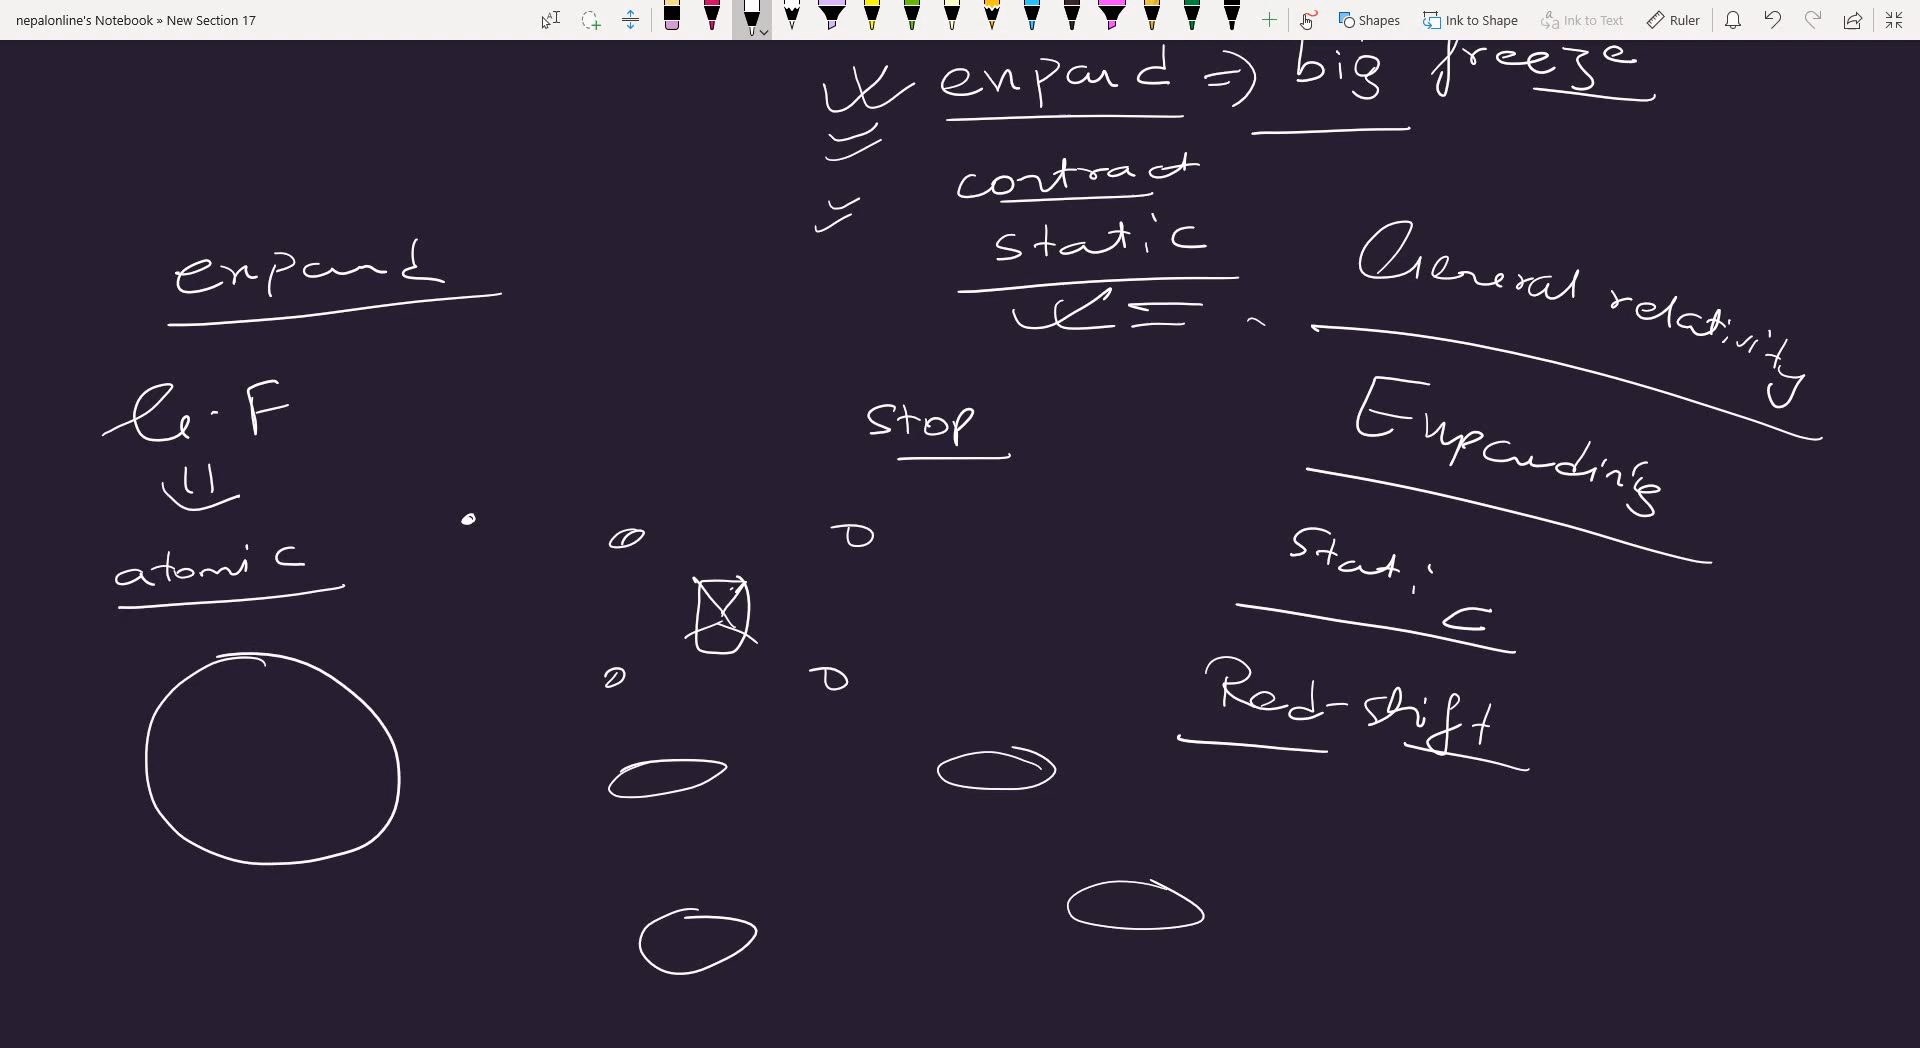 nepalonline's Notebook » New Section 17
Shapes
Ink to Shape
Ink to Text
Ruler
expand => big freeze
contract
static
General relativity
expand
G.F
atomic
Stop
Expanding
Static
Red-shift